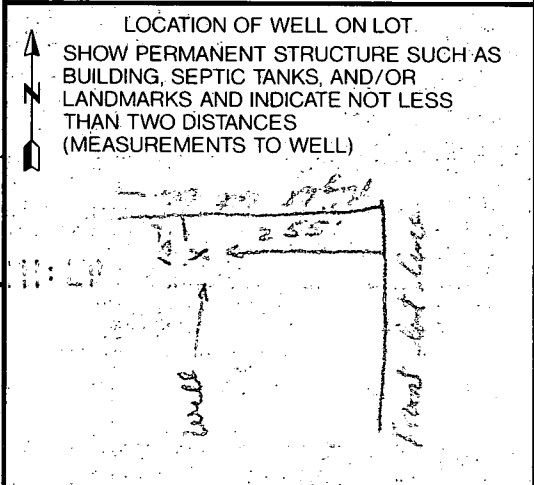 LOCATION OF WELL ON LOT
SHOW PERMANENT STRUCTURE SUCH AS
BUILDING, SEPTIC TANKS, AND/OR
LANDMARKS AND INDICATE NOT LESS
THAN TWO DISTANCES
(MEASUREMENTS TO WELL)
N
255'
15'
X
Well
Front lot line